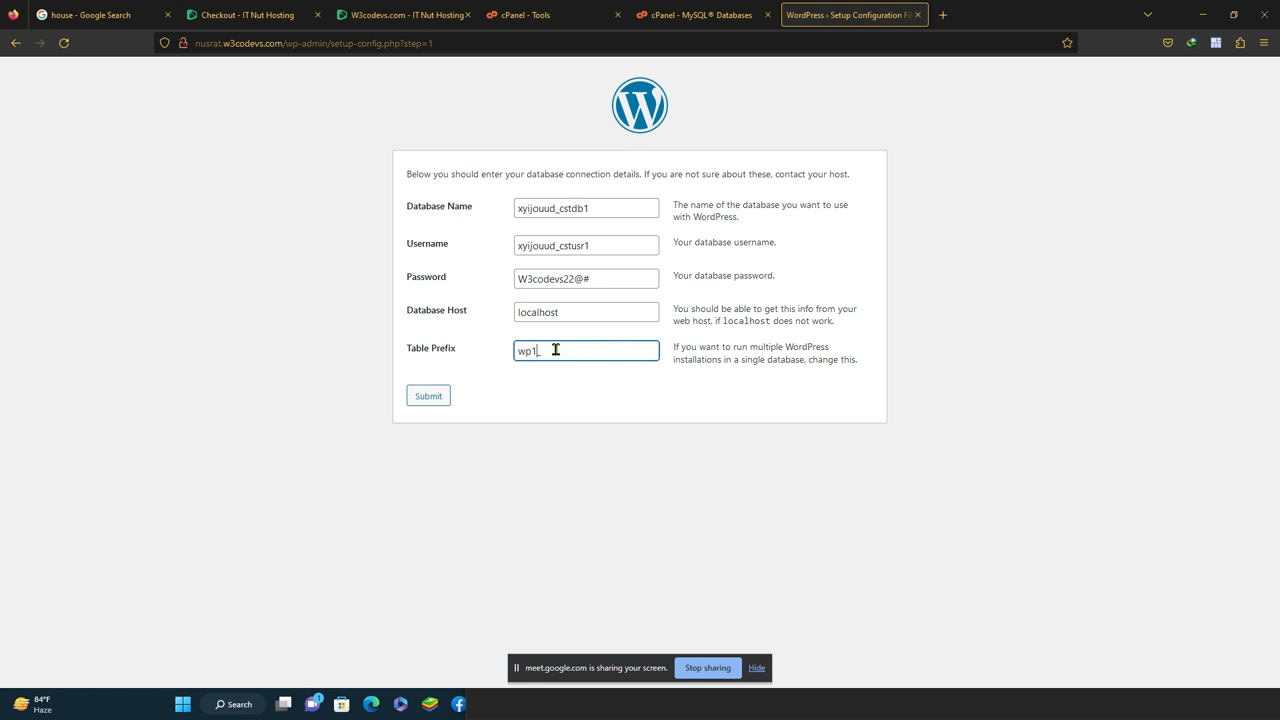 house - Google Search
Checkout - IT Nut Hosting
W3codevs.com - IT Nut Hosting
cPanel - Tools
cPanel - MySQL® Databases
WordPress › Setup Configuration Fi
nusrat.w3codevs.com/wp-admin/setup-config.php?step=1
W
Below you should enter your database connection details. If you are not sure about these, contact your host.
Database Name
xyijouud_cstdb1
The name of the database you want to use
with WordPress.
Username
xyijouud_cstusr1
Your database username.
Password
W3codevs22@#
Your database password.
Database Host
localhost
You should be able to get this info from your
web host, if localhost does not work.
Table Prefix
wp1_
If you want to run multiple WordPress
installations in a single database, change this.
Submit
meet.google.com is sharing your screen.
Stop sharing
Hide
84°F
Haze
Search
1